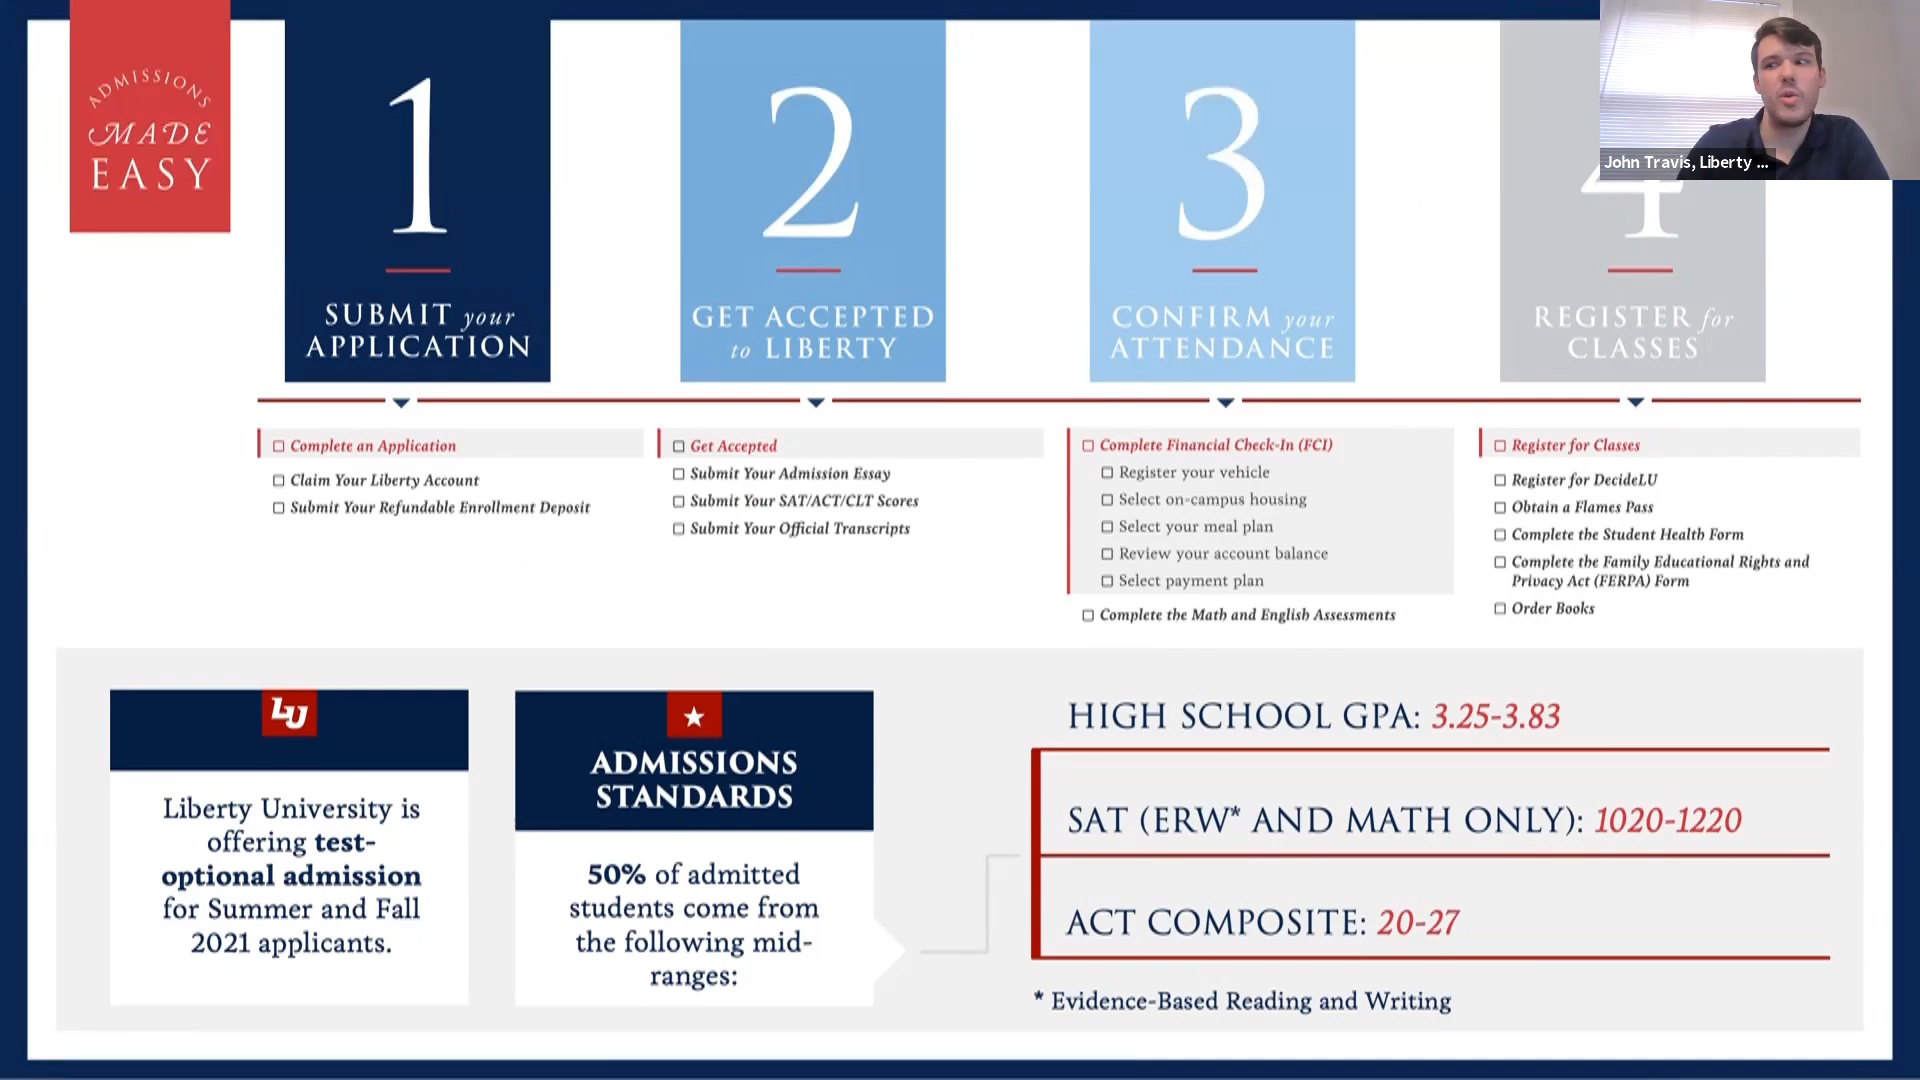 ADMISSIONS
MADE
EASY
1
SUBMIT your
APPLICATION
2
GET ACCEPTED
to LIBERTY
3
CONFIRM your
ATTENDANCE
4
REGISTER for
CLASSES
John Travis, Liberty ...
Complete an Application
Claim Your Liberty Account
Submit Your Refundable Enrollment Deposit
Get Accepted
Submit Your Admission Essay
Submit Your SAT/ACT/CLT Scores
Submit Your Official Transcripts
Complete Financial Check-In (FCI)
Register your vehicle
Select on-campus housing
Select your meal plan
Review your account balance
Select payment plan
Complete the Math and English Assessments
Register for Classes
Register for DecideLU
Obtain a Flames Pass
Complete the Student Health Form
Complete the Family Educational Rights and
Privacy Act (FERPA) Form
Order Books
LU
Liberty University is
offering test-
optional admission
for Summer and Fall
2021 applicants.
ADMISSIONS
STANDARDS
50% of admitted
students come from
the following mid-
ranges:
HIGH SCHOOL GPA: 3.25-3.83
SAT (ERW* AND MATH ONLY): 1020-1220
ACT COMPOSITE: 20-27
* Evidence-Based Reading and Writing